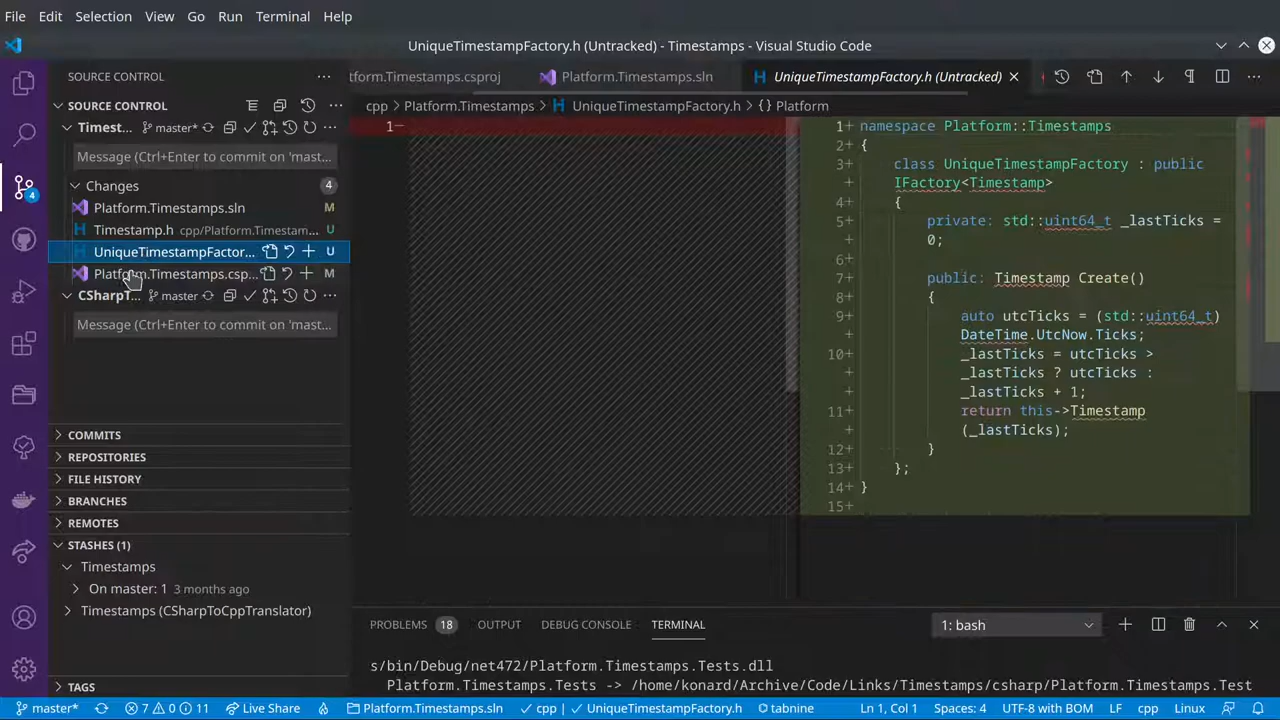 File Edit Selection View Go Run Terminal Help
UniqueTimestampFactory.h (Untracked) - Timestamps - Visual Studio Code
SOURCE CONTROL
tform.Timestamps.csproj
Platform.Timestamps.sln
UniqueTimestampFactory.h (Untracked)
SOURCE CONTROL
cpp > Platform.Timestamps > UniqueTimestampFactory.h > {} Platform
Timest... master*
Message (Ctrl+Enter to commit on 'mast...
Changes 4
Platform.Timestamps.sln M
Timestamp.h cpp/Platform.Timestam... U
UniqueTimestampFactor... U
Platform.Timestamps.csp... M
CSharpT... master
Message (Ctrl+Enter to commit on 'mast...
COMMITS
REPOSITORIES
FILE HISTORY
BRANCHES
REMOTES
STASHES (1)
Timestamps
On master: 1 3 months ago
Timestamps (CSharpToCppTranslator)
TAGS
4
1—
1+ namespace Platform::Timestamps
2+ {
3+ class UniqueTimestampFactory : public
+ IFactory<Timestamp>
4+ {
5+ private: std::uint64_t _lastTicks =
+ 0;
6+
7+ public: Timestamp Create()
8+ {
9+ auto utcTicks = (std::uint64_t)
+ DateTime.UtcNow.Ticks;
10+ _lastTicks = utcTicks >
+ _lastTicks ? utcTicks :
+ _lastTicks + 1;
11+ return this->Timestamp
+ (_lastTicks);
12+ }
13+ };
14+ }
15+
PROBLEMS 18 OUTPUT DEBUG CONSOLE TERMINAL 1: bash
s/bin/Debug/net472/Platform.Timestamps.Tests.dll
Platform.Timestamps.Tests -> /home/konard/Archive/Code/Links/Timestamps/csharp/Platform.Timestamps.Test
master* 7 0 11 Live Share Platform.Timestamps.sln cpp UniqueTimestampFactory.h tabnine Ln 1, Col 1 Spaces: 4 UTF-8 with BOM LF cpp Linux